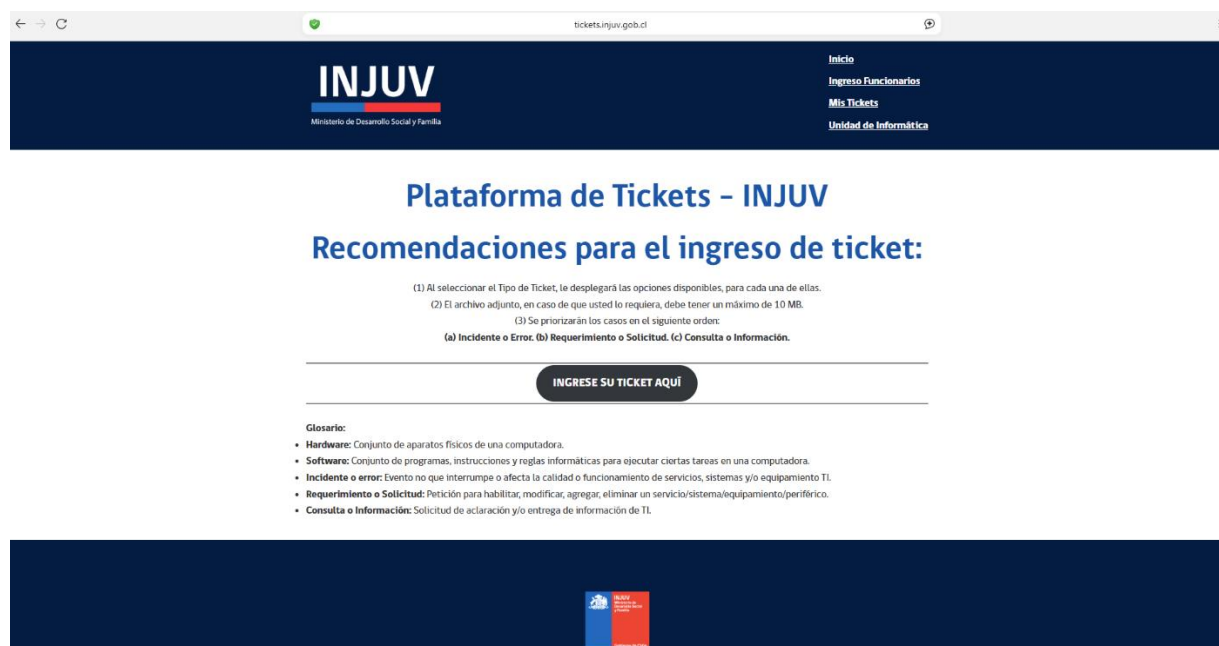 tickets.injuv.gob.cl
INJUV
Ministerio de Desarrollo Social y Familia
Inicio
Ingreso Funcionarios
Mis Tickets
Unidad de Informática
Plataforma de Tickets – INJUV
Recomendaciones para el ingreso de ticket:
(1) Al seleccionar el Tipo de Ticket, le desplegará las opciones disponibles, para cada una de ellas.
(2) El archivo adjunto, en caso de que usted lo requiera, debe tener un máximo de 10 MB.
(3) Se priorizarán los casos en el siguiente orden:
(a) Incidente o Error. (b) Requerimiento o Solicitud. (c) Consulta o Información.
INGRESE SU TICKET AQUÍ
Glosario:
• Hardware: Conjunto de aparatos físicos de una computadora.
• Software: Conjunto de programas, instrucciones y reglas informáticas para ejecutar ciertas tareas en una computadora.
• Incidente o error: Evento no que interrumpe o afecta la calidad o funcionamiento de servicios, sistemas y/o equipamiento TI.
• Requerimiento o Solicitud: Petición para habilitar, modificar, agregar, eliminar un servicio/sistema/equipamiento/periférico.
• Consulta o Información: Solicitud de aclaración y/o entrega de información de TI.
INJUV
Ministerio de
Desarrollo Social
y Familia